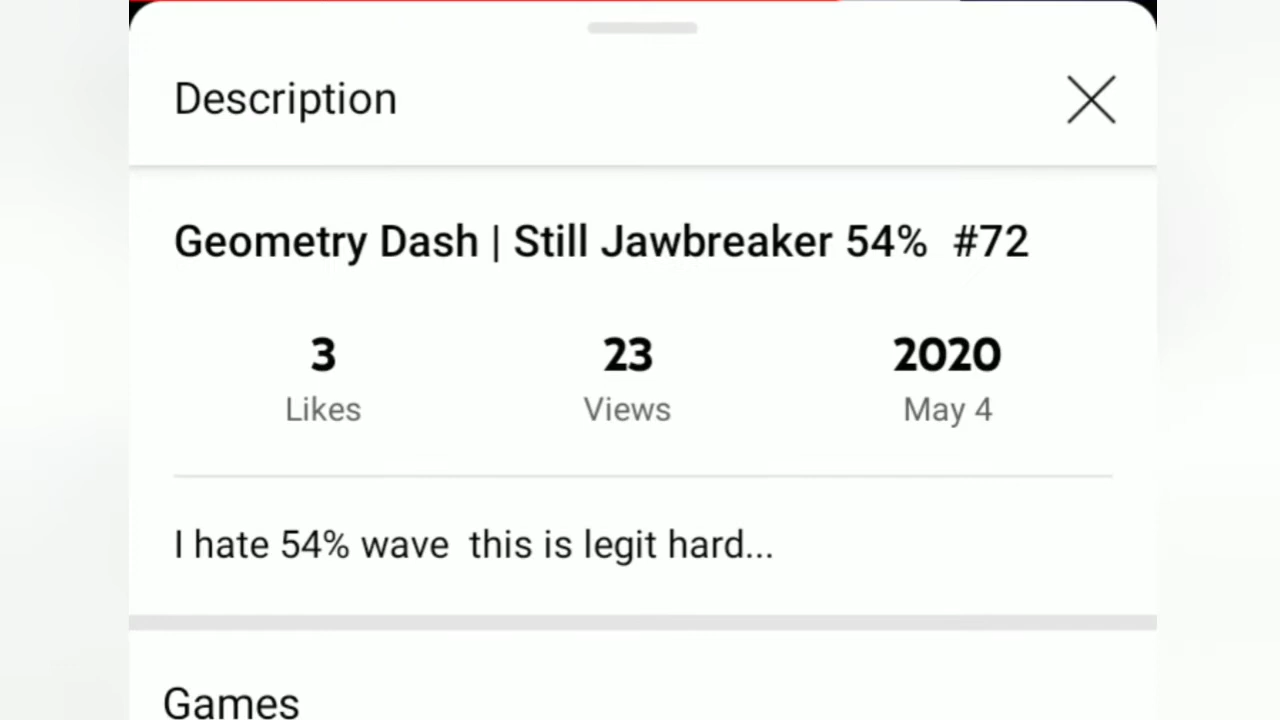 Description
Geometry Dash | Still Jawbreaker 54%  #72
3 23 2020
Likes Views May 4
I hate 54% wave  this is legit hard...
Games